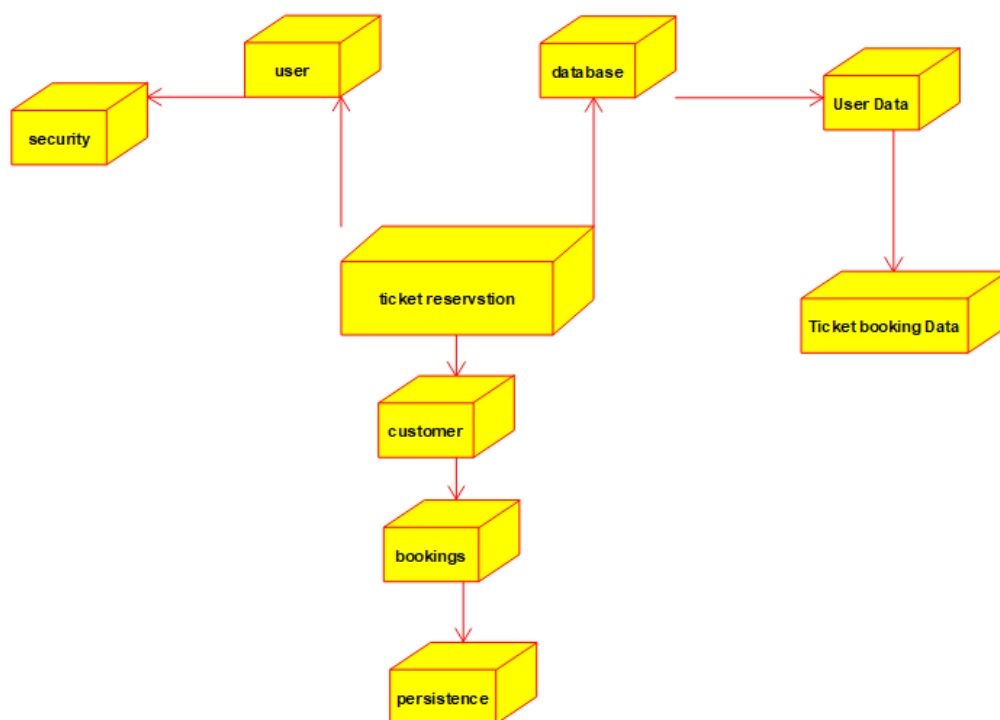 user
database
User Data
security
ticket reservstion
Ticket booking Data
customer
bookings
persistence